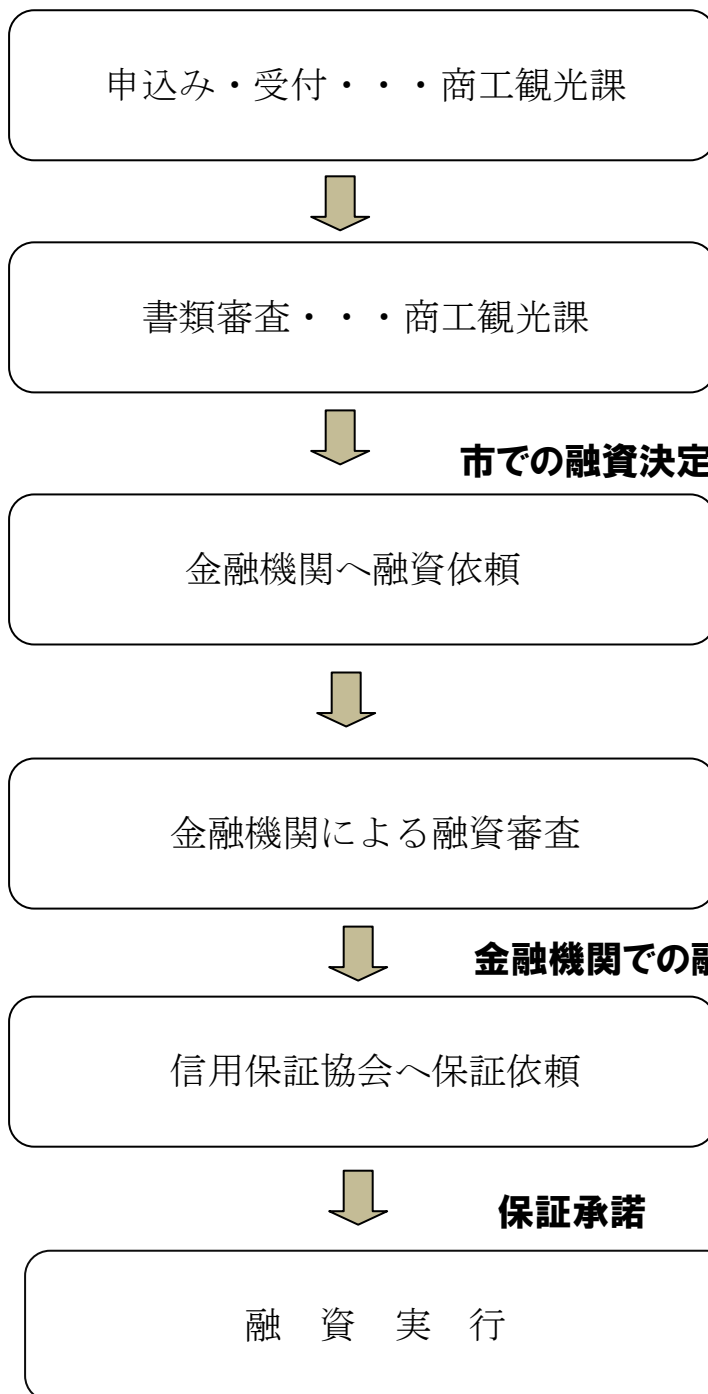 申込み・受付・・・商工観光課
書類審査・・・商工観光課
市での融資決定
金融機関へ融資依頼
金融機関による融資審査
金融機関での
信用保証協会へ保証依頼
保証承諾
融　資　実　行